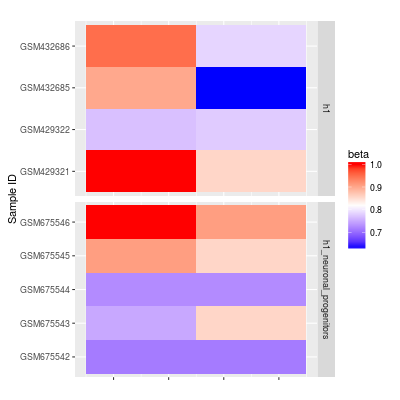 Sample ID
GSM432686
GSM432685
GSM429322
GSM429321
h1
GSM675546
GSM675545
GSM675544
GSM675543
GSM675542
h1_neuronal_progenitors
beta
1.0
0.9
0.8
0.7